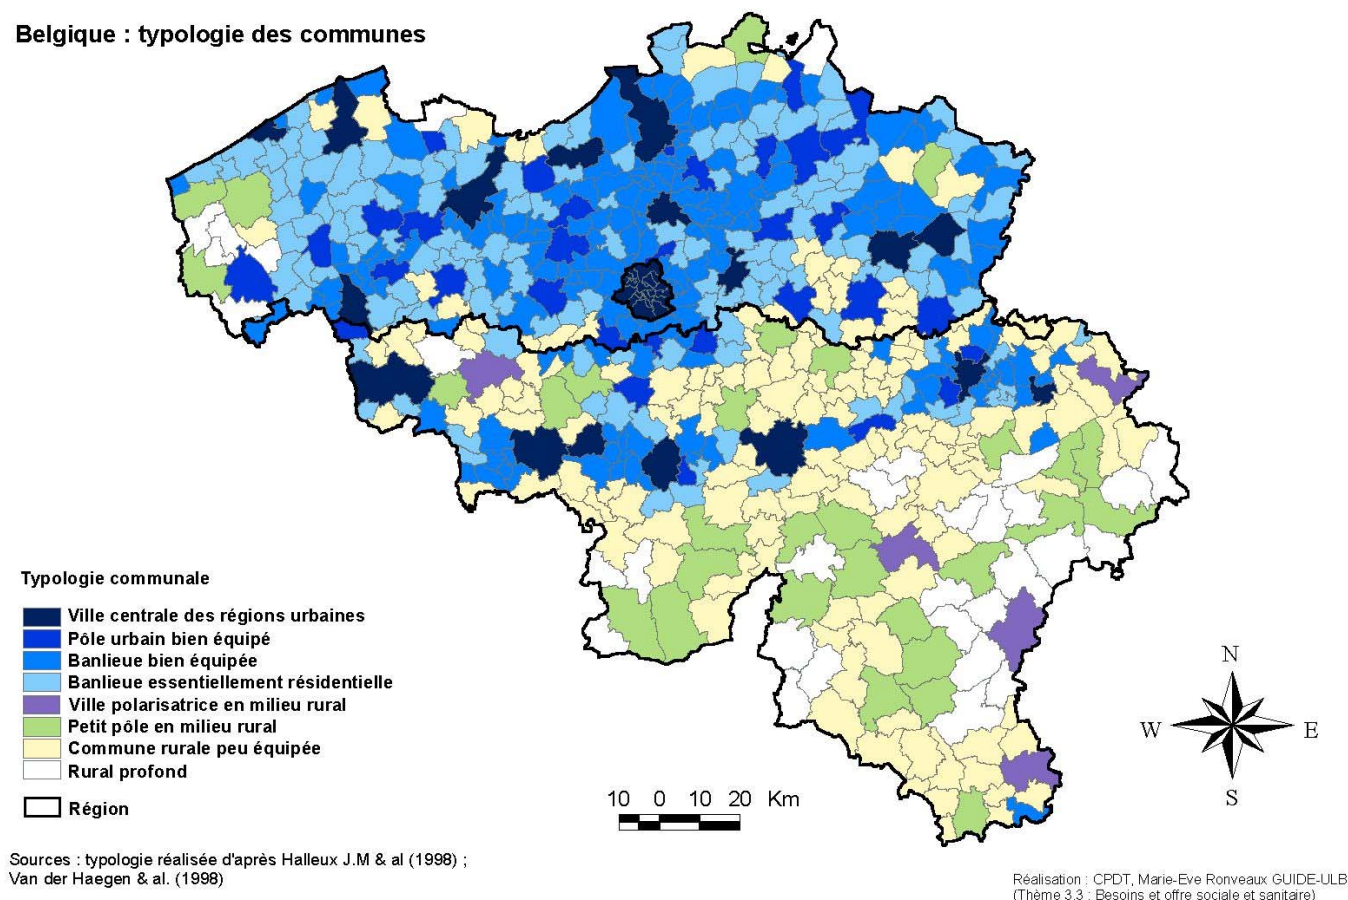 Belgique : typologie des communes
Typologie communale
Ville centrale des régions urbaines
Pôle urbain bien équipé
Banlieue bien équipée
Banlieue essentiellement résidentielle
Ville polarisatrice en milieu rural
Petit pôle en milieu rural
Commune rurale peu équipée
Rural profond
Région
10 0 10 20 Km
N
W E
S
Sources : typologie réalisée d'après Halleux J.M & al (1998) ;
Van der Haegen & al. (1998)
Réalisation : CPDT, Marie-Eve Ronveaux GUIDE-ULB
(Thème 3.3 : Besoins et offre sociale et sanitaire)